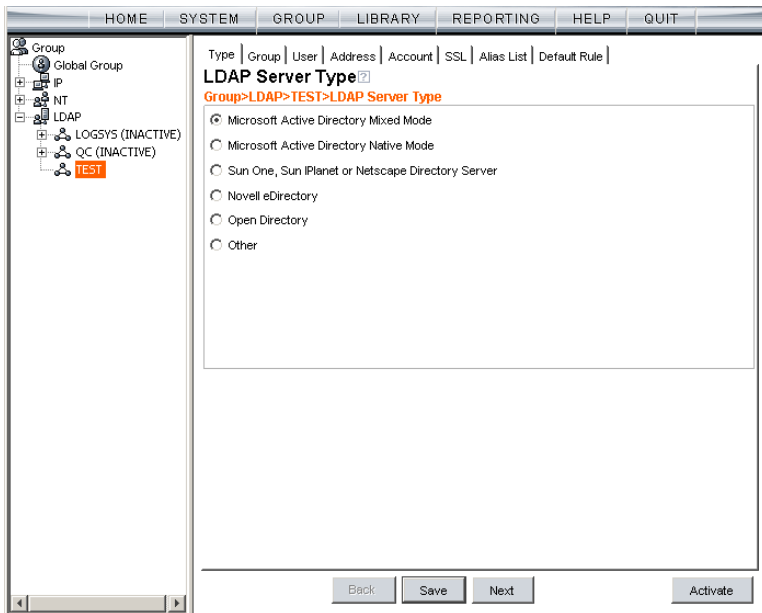 HOME SYSTEM GROUP LIBRARY REPORTING HELP QUIT
Group
Global Group
IP
NT
LDAP
LOGSYS (INACTIVE)
QC (INACTIVE)
TEST
Type Group User Address Account SSL Alias List Default Rule
LDAP Server Type?
Group>LDAP>TEST>LDAP Server Type
Microsoft Active Directory Mixed Mode
Microsoft Active Directory Native Mode
Sun One, Sun IPlanet or Netscape Directory Server
Novell eDirectory
Open Directory
Other
Back Save Next Activate